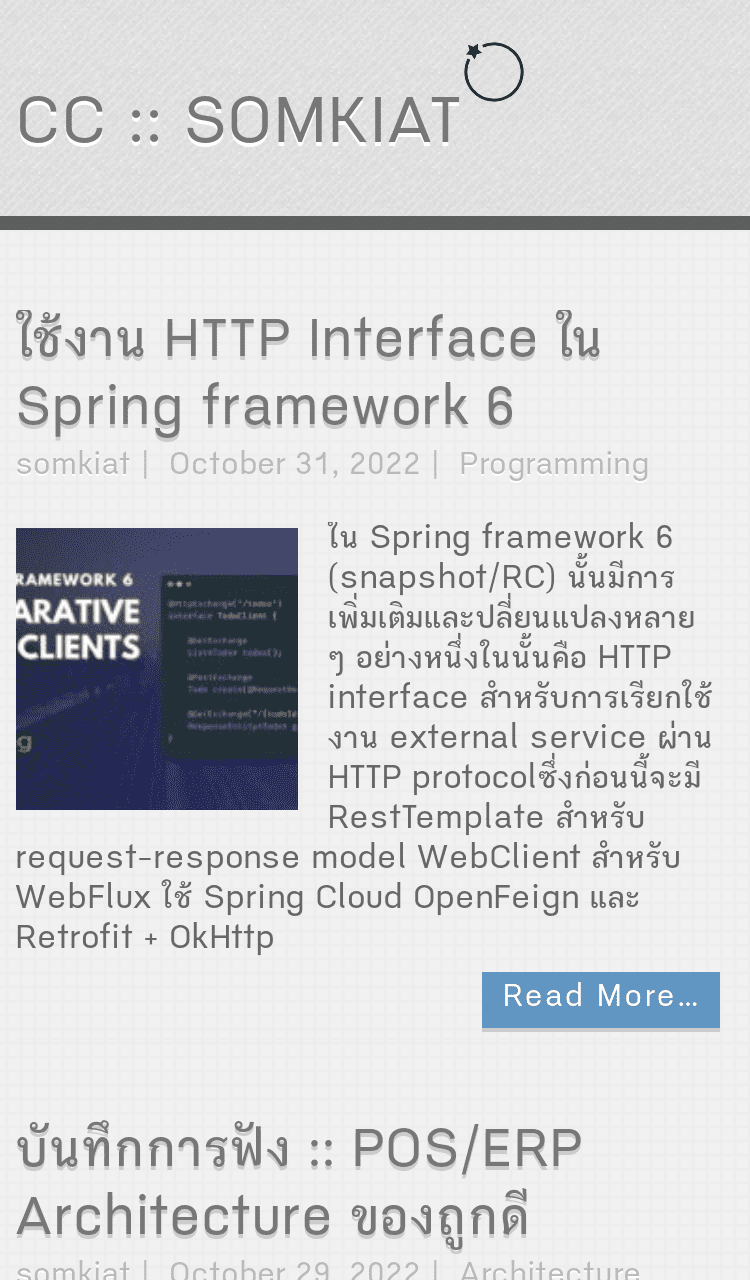 CC :: SOMKIAT
ใช้งาน HTTP Interface ใน
Spring framework 6
somkiat | October 31, 2022 | Programming
RAMEWORK 6
ARATIVE
CLIENTS
g
ใน Spring framework 6
(snapshot/RC) นั้นมีการ
เพิ่มเติมและปลี่ยนแปลงหลาย
ๆ อย่างหนึ่งในนั้นคือ HTTP
interface สำหรับการเรียกใช้
งาน external service ผ่าน
HTTP protocolซึ่งก่อนนี้จะมี
RestTemplate สำหรับ
request-response model WebClient สำหรับ
WebFlux ใช้ Spring Cloud OpenFeign และ
Retrofit + OkHttp
Read More…
บันทึกการฟัง :: POS/ERP
Architecture ของถูกดี
somkiat | October 29, 2022 | Architecture